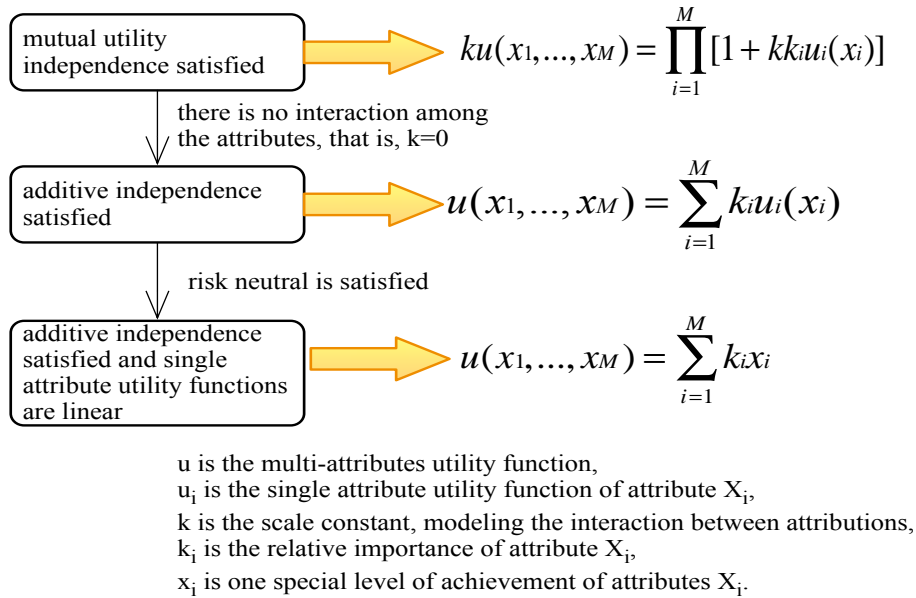 mutual utility
independence satisfied
ku(x₁,...,x_M) = ∏_{i=1}^{M} [1 + kkᵢuᵢ(xᵢ)]
there is no interaction among
the attributes, that is, k=0
additive independence
satisfied
u(x₁,...,x_M) = ∑_{i=1}^{M} kᵢuᵢ(xᵢ)
risk neutral is satisfied
additive independence
satisfied and single
attribute utility functions
are linear
u(x₁,...,x_M) = ∑_{i=1}^{M} kᵢxᵢ
u is the multi-attributes utility function,
uᵢ is the single attribute utility function of attribute Xᵢ,
k is the scale constant, modeling the interaction between attributions,
kᵢ is the relative importance of attribute Xᵢ,
xᵢ is one special level of achievement of attributes Xᵢ.